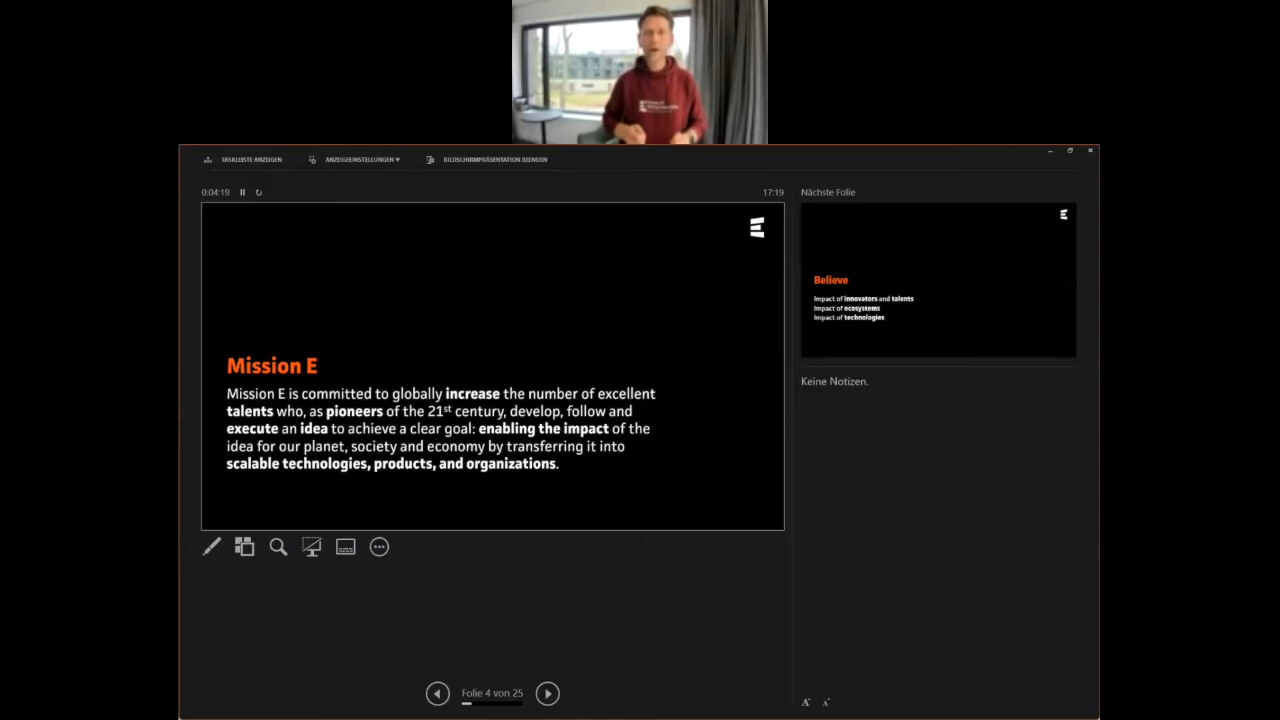 TASKLEISTE ANZEIGEN
ANZEIGEEINSTELLUNGEN
BILDSCHIRMPRÄSENTATION BEENDEN
0:04:19
17:19
Mission E
Mission E is committed to globally increase the number of excellent
talents who, as pioneers of the 21st century, develop, follow and
execute an idea to achieve a clear goal: enabling the impact of the
idea for our planet, society and economy by transferring it into
scalable technologies, products, and organizations.
Nächste Folie
Believe
Impact of innovators and talents
Impact of ecosystems
Impact of technologies
Keine Notizen.
Folie 4 von 25
A A